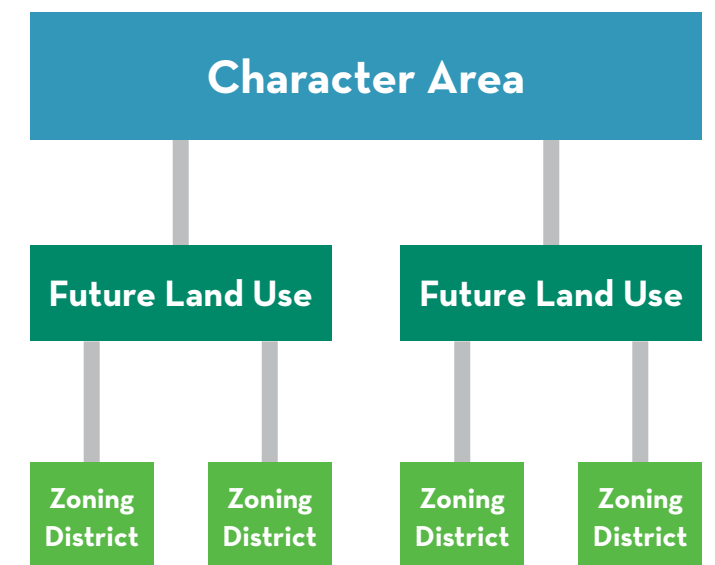 Character Area
Future Land Use
Future Land Use
Zoning
District
Zoning
District
Zoning
District
Zoning
District